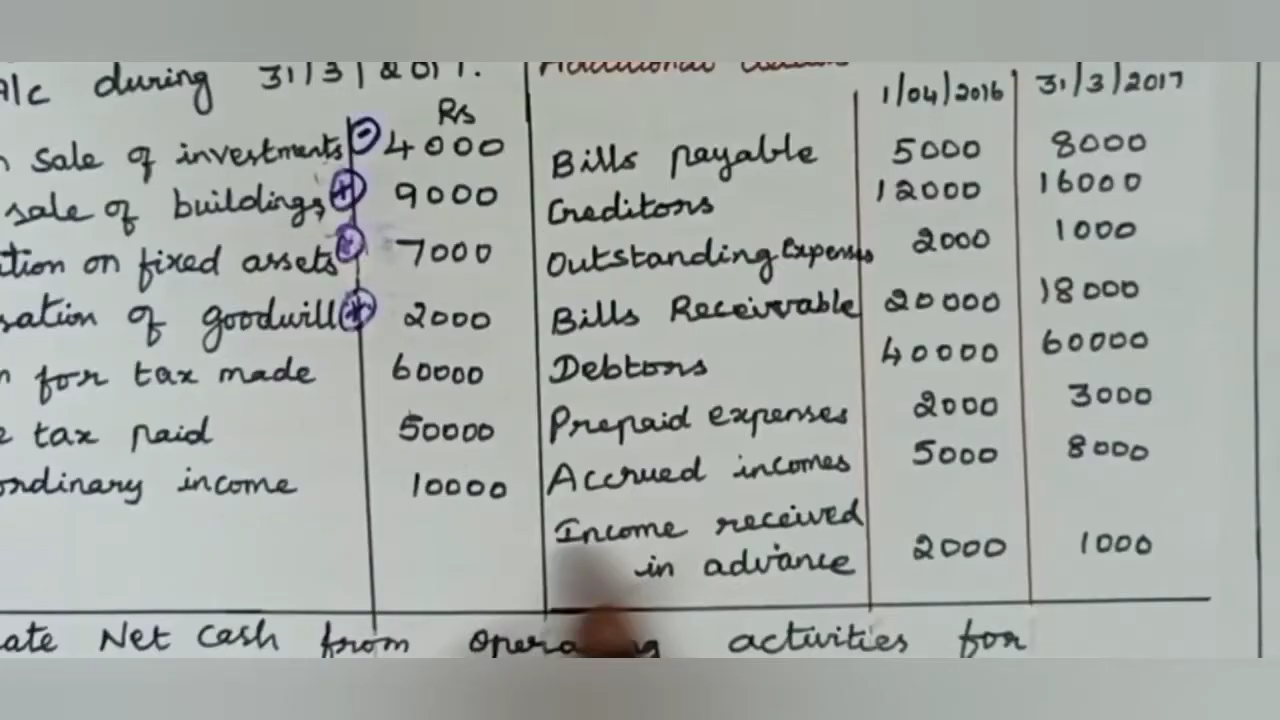 A/c during 31/3/2017.
Rs
sale of investments - 4000
sale of buildings, + 9000
ation on fixed assets 7000
sation of goodwill + 2000
for tax made 60000
tax paid 50000
ordinary income 10000
Additional
1/04/2016 31/3/2017
Bills payable 5000 8000
Creditors 12000 16000
Outstanding Expenses 2000 1000
Bills Receivable 20000 18000
Debtors 40000 60000
Prepaid expenses 2000 3000
Accrued incomes 5000 8000
Income received
in advance 2000 1000
ate Net cash from opera g activities for